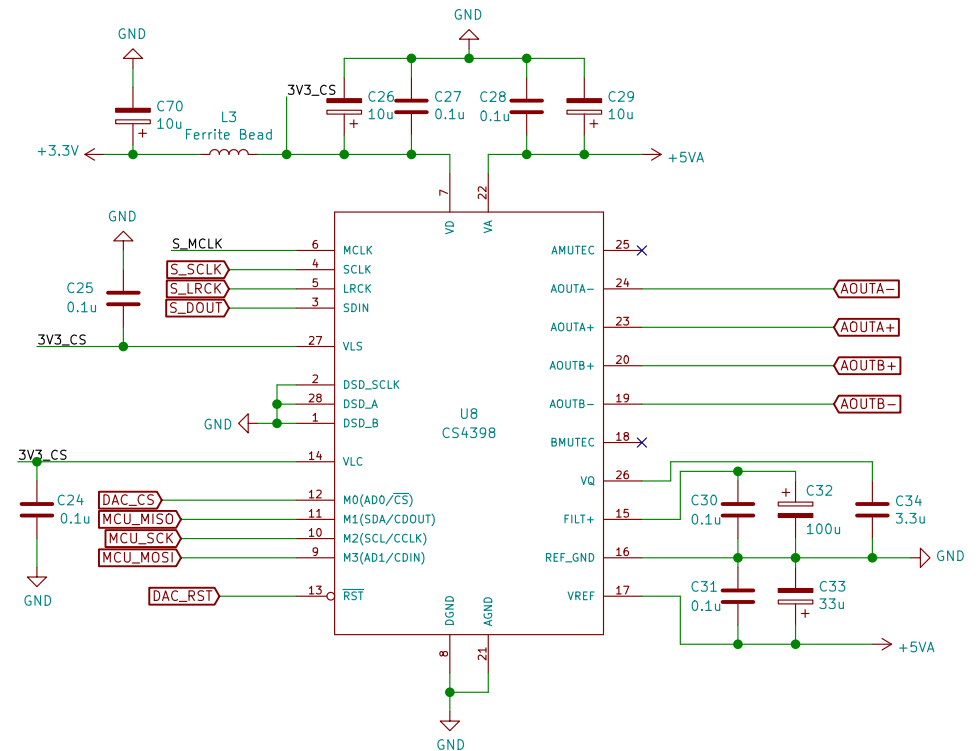 GND
GND
C70
10u
L3
Ferrite Bead
3V3_CS
C26
10u
C27
0.1u
C28
0.1u
C29
10u
+3.3V
+5VA
7
22
VD
VA
GND
S_MCLK
6
MCLK
AMUTEC
25
S_SCLK
4
SCLK
S_LRCK
5
LRCK
AOUTA-
24
AOUTA-
C25
0.1u
S_DOUT
3
SDIN
AOUTA+
23
AOUTA+
3V3_CS
27
VLS
AOUTB+
20
AOUTB+
2
DSD_SCLK
28
DSD_A
AOUTB-
19
AOUTB-
GND
1
DSD_B
U8
CS4398
BMUTEC
18
3V3_CS
14
VLC
VQ
26
C24
0.1u
DAC_CS
12
M0(AD0/CS)
MCU_MISO
11
M1(SDA/CDOUT)
FILT+
15
C30
0.1u
C32
100u
C34
3.3u
MCU_SCK
10
M2(SCL/CCLK)
MCU_MOSI
9
M3(AD1/CDIN)
REF_GND
16
GND
GND
DAC_RST
13
RST
VREF
17
C31
0.1u
C33
33u
+5VA
DGND
AGND
8
21
GND